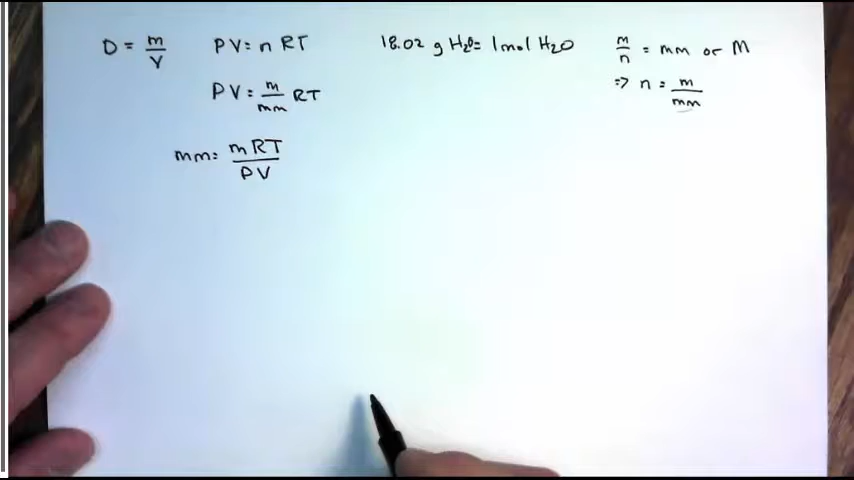 D = m/V
PV = nRT
18.02 g H2O = 1 mol H2O
m/n = mm or M
PV = m/mm RT
=> n = m/mm
mm = mRT/PV